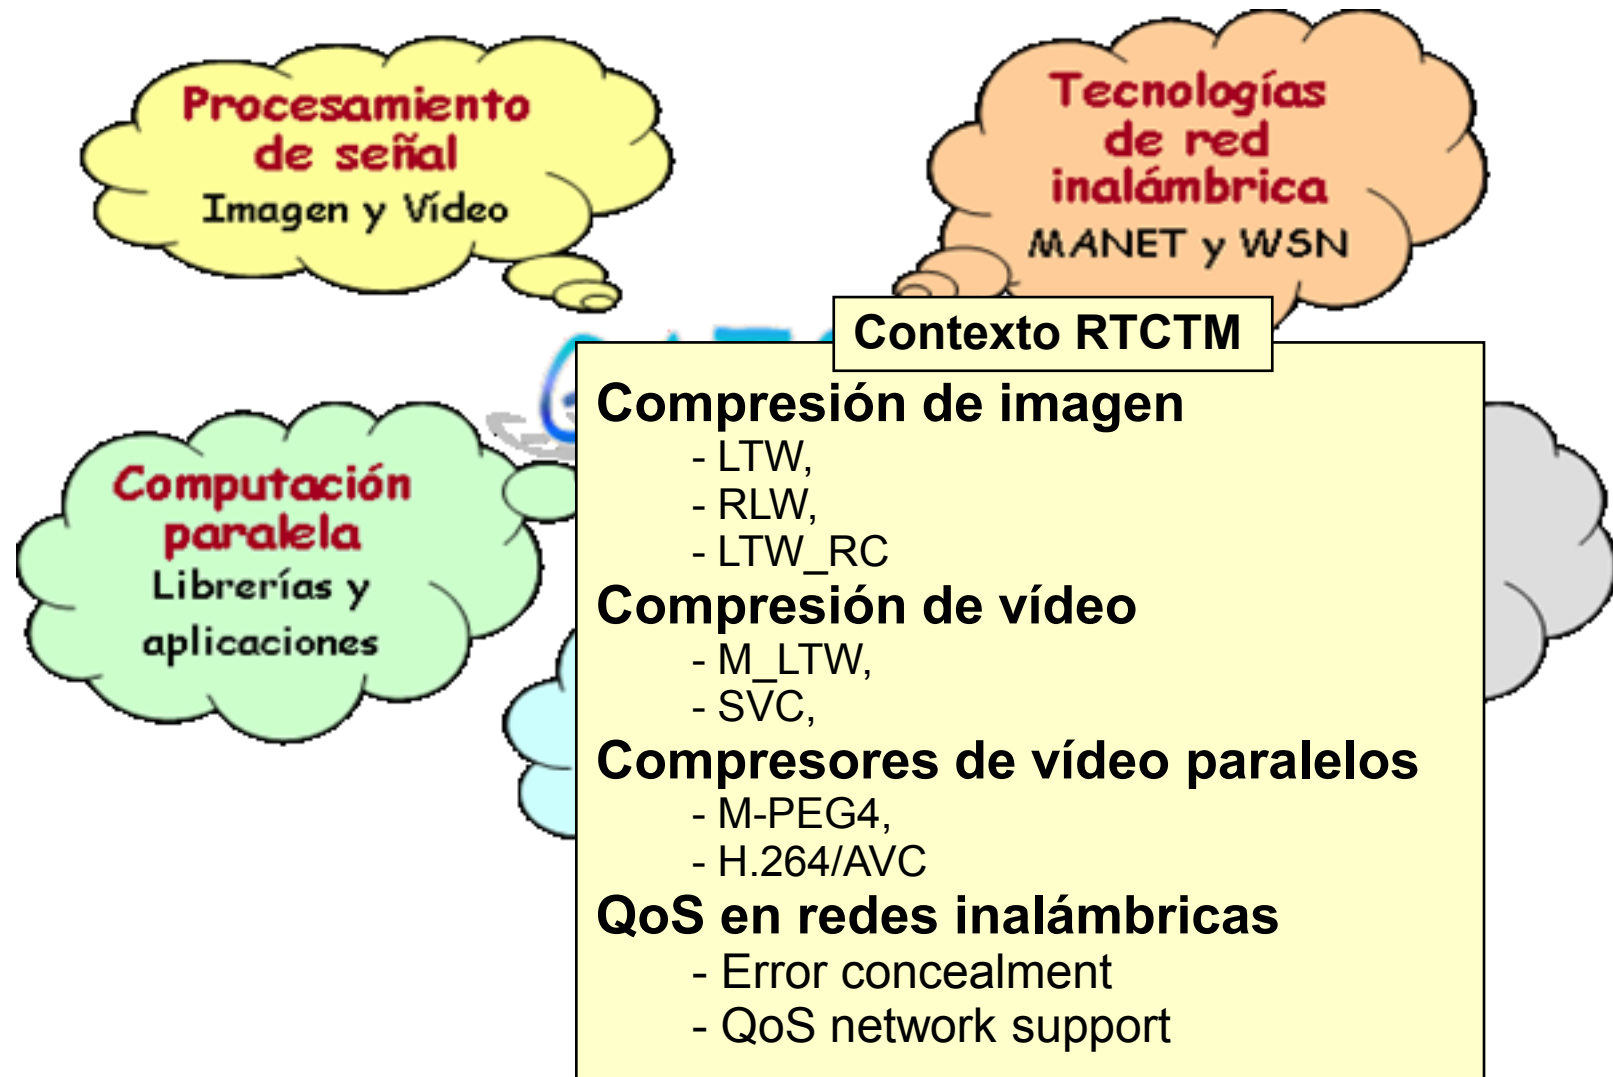 Procesamiento
de señal
Imagen y Vídeo
Tecnologías
de red
inalámbrica
MANET y WSN
Computación
paralela
Librerías y
aplicaciones
Contexto RTCTM
Compresión de imagen
- LTW,
- RLW,
- LTW_RC
Compresión de vídeo
- M_LTW,
- SVC,
Compresores de vídeo paralelos
- M-PEG4,
- H.264/AVC
QoS en redes inalámbricas
- Error concealment
- QoS network support